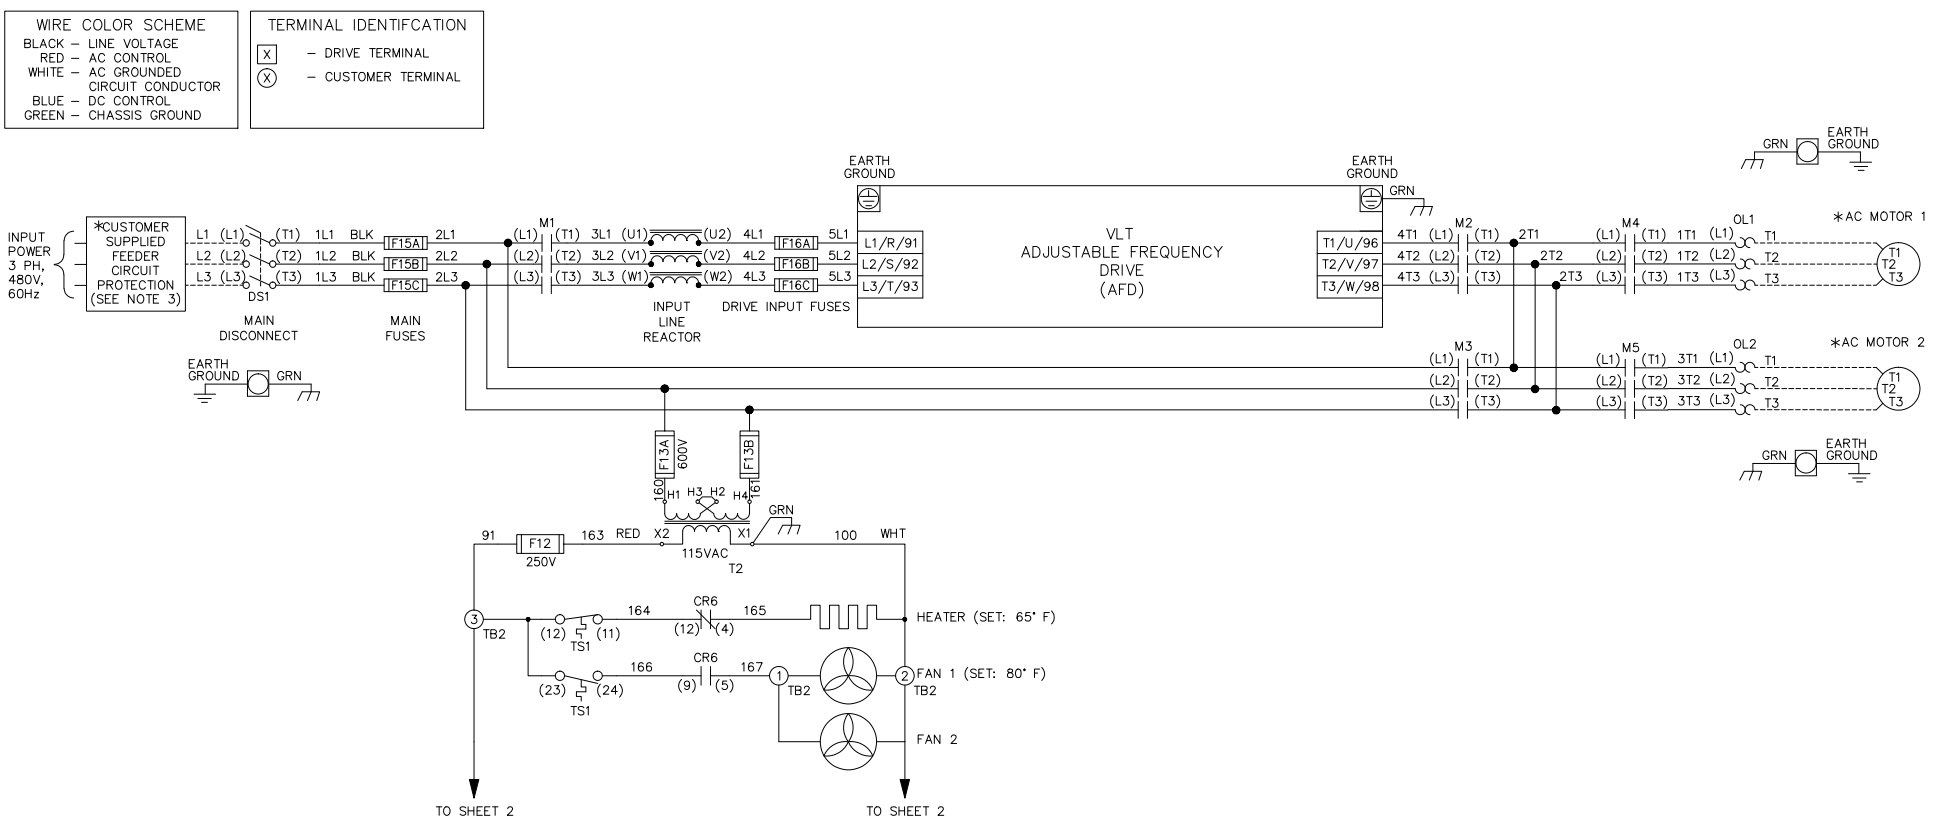 WIRE COLOR SCHEME
BLACK – LINE VOLTAGE
RED – AC CONTROL
WHITE – AC GROUNDED
CIRCUIT CONDUCTOR
BLUE – DC CONTROL
GREEN – CHASSIS GROUND
TERMINAL IDENTIFCATION
X – DRIVE TERMINAL
X – CUSTOMER TERMINAL
INPUT
POWER
3 PH,
480V,
60Hz
*CUSTOMER
SUPPLIED
FEEDER
CIRCUIT
PROTECTION
(SEE NOTE 3)
L1 (L1) (T1) 1L1 BLK F15A 2L1 (L1) M1 (T1) 3L1 (U1) (U2) 4L1 F16A 5L1 L1/R/91
L2 (L2) (T2) 1L2 BLK F15B 2L2 (L2) (T2) 3L2 (V1) (V2) 4L2 F16B 5L2 L2/S/92
L3 (L3) (T3) 1L3 BLK F15C 2L3 (L3) (T3) 3L3 (W1) (W2) 4L3 F16C 5L3 L3/T/93
DS1
MAIN
DISCONNECT
MAIN
FUSES
INPUT
LINE
REACTOR
DRIVE INPUT FUSES
EARTH
GROUND
GRN
EARTH
GROUND
VLT
ADJUSTABLE FREQUENCY
DRIVE
(AFD)
EARTH
GROUND
GRN
GRN
EARTH
GROUND
T1/U/96 4T1 (L1) M2 (T1) 2T1 (L1) M4 (T1) 1T1 (L1) OL1 T1
T2/V/97 4T2 (L2) (T2) 2T2 (L2) (T2) 1T2 (L2) T2
T3/W/98 4T3 (L3) (T3) 2T3 (L3) (T3) 1T3 (L3) T3
*AC MOTOR 1
T1
T2
T3
(L1) M3 (T1) (L1) M5 (T1) 3T1 (L1) OL2 T1
(L2) (T2) (L2) (T2) 3T2 (L2) T2
(L3) (T3) (L3) (T3) 3T3 (L3) T3
*AC MOTOR 2
T1
T2
T3
GRN
EARTH
GROUND
F13A
600V
F13B
160
161
H1 H3 H2 H4
GRN
91 F12 163 RED X2 X1 100 WHT
250V
115VAC
T2
3
TB2
164 CR6 165
(12) (11) (12) (4)
TS1
HEATER (SET: 65° F)
166 CR6 167 1 2
(23) (24) (9) (5) TB2 TB2
TS1
FAN 1 (SET: 80° F)
FAN 2
TO SHEET 2
TO SHEET 2